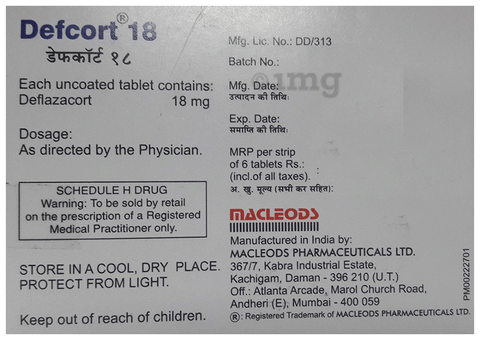 Defcort® 18
डेफकॉर्ट १८
Each uncoated tablet contains:
Deflazacort 18 mg
Dosage:
As directed by the Physician.
SCHEDULE H DRUG
Warning: To be sold by retail
on the prescription of a Registered
Medical Practitioner only.
STORE IN A COOL, DRY PLACE.
PROTECT FROM LIGHT.
Keep out of reach of children.
Mfg. Lic. No.: DD/313
Batch No.:
1mg
Mfg. Date:
उत्पादन की तिथि:
Exp. Date:
समाप्ति की तिथि:
MRP per strip
of 6 tablets Rs.:
(incl.of all taxes).
अ. खु. मूल्य (सभी कर सहित):
MACLEODS
Manufactured in India by:
MACLEODS PHARMACEUTICALS LTD.
367/7, Kabra Industrial Estate,
Kachigam, Daman - 396 210 (U.T.)
Off.: Atlanta Arcade, Marol Church Road,
Andheri (E); Mumbai - 400 059
®: Registered Trademark of MACLEODS PHARMACEUTICALS LTD.
PM00222701